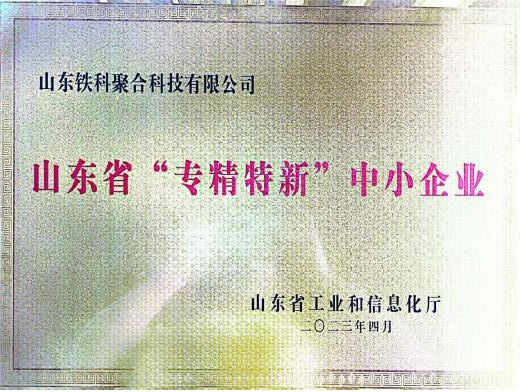 山东铁科聚合科技有限公司
山东省“专精特新”中小企业
山东省工业和信息化厅
二〇二三年四月